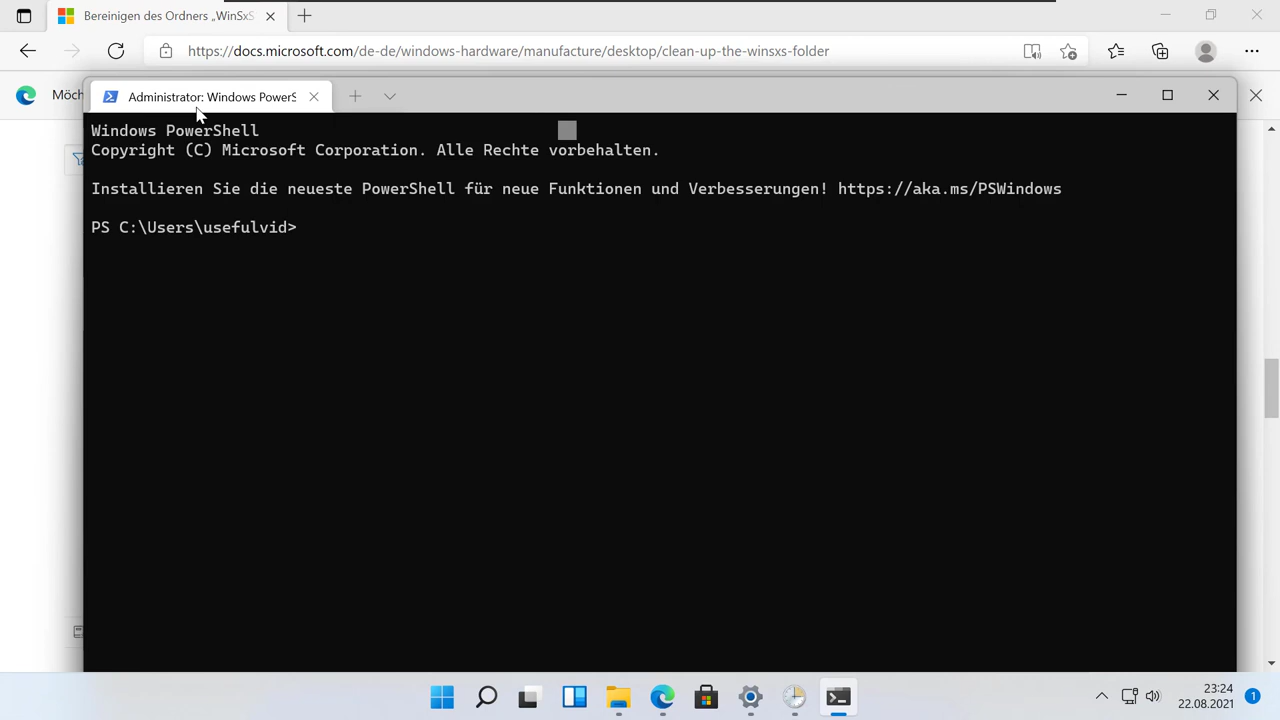 Bereinigen des Ordners „WinSxS
https://docs.microsoft.com/de-de/windows-hardware/manufacture/desktop/clean-up-the-winsxs-folder
Möch
Administrator: Windows PowerS
Windows PowerShell
Copyright (C) Microsoft Corporation. Alle Rechte vorbehalten.
Installieren Sie die neueste PowerShell für neue Funktionen und Verbesserungen! https://aka.ms/PSWindows
PS C:\Users\usefulvid>
23:24
22.08.2021
1